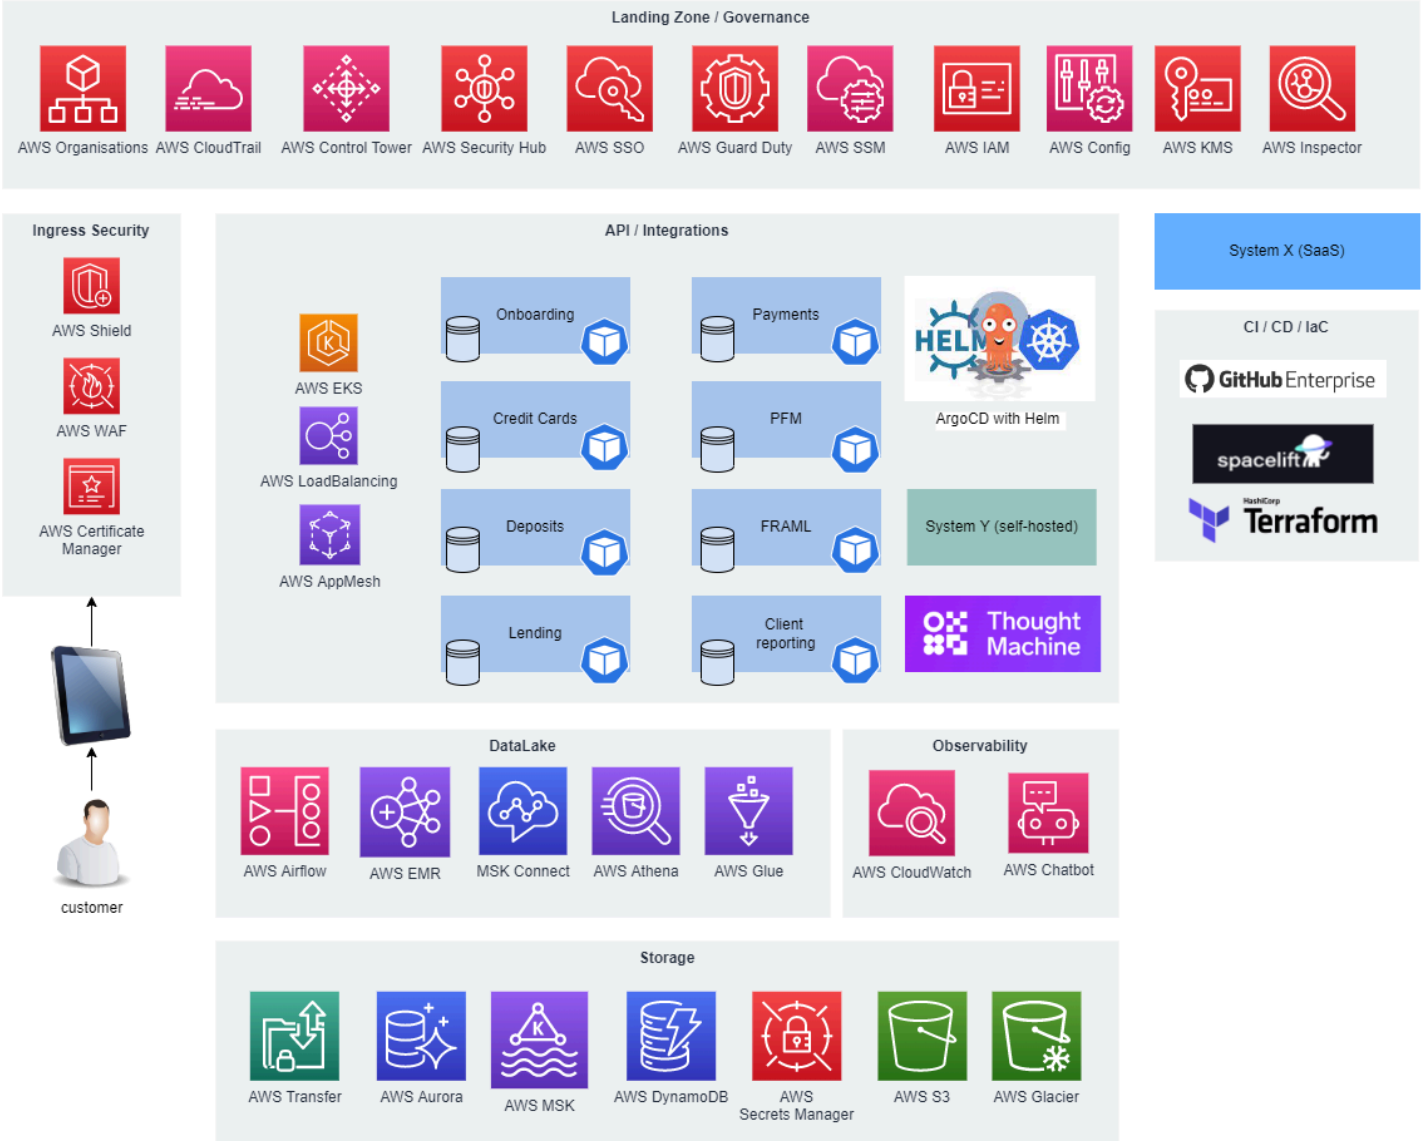 Landing Zone / Governance
AWS Organisations
AWS CloudTrail
AWS Control Tower
AWS Security Hub
AWS SSO
AWS Guard Duty
AWS SSM
AWS IAM
AWS Config
AWS KMS
AWS Inspector
Ingress Security
AWS Shield
AWS WAF
AWS Certificate
Manager
customer
API / Integrations
K
AWS EKS
AWS LoadBalancing
AWS AppMesh
Onboarding
Payments
Credit Cards
PFM
Deposits
FRAML
Lending
Client
reporting
HELM
ArgoCD with Helm
System Y (self-hosted)
Thought
Machine
System X (SaaS)
CI / CD / IaC
GitHub Enterprise
spacelift
HashiCorp
Terraform
DataLake
AWS Airflow
AWS EMR
MSK Connect
AWS Athena
AWS Glue
Observability
AWS CloudWatch
AWS Chatbot
Storage
AWS Transfer
AWS Aurora
K
AWS MSK
AWS DynamoDB
AWS
Secrets Manager
AWS S3
AWS Glacier